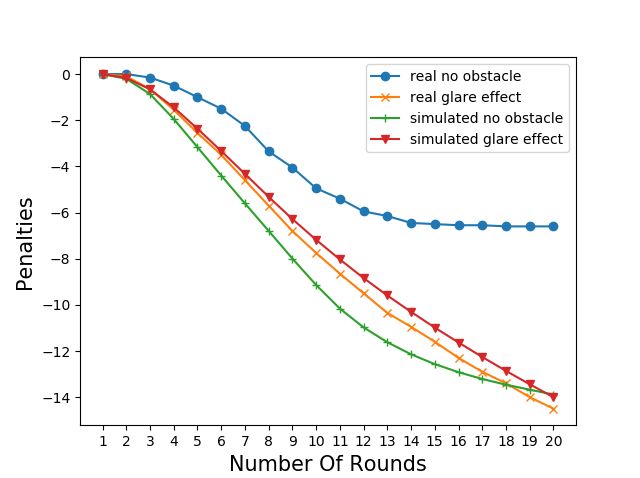 real no obstacle
real glare effect
simulated no obstacle
simulated glare effect
0
−2
−4
−6
−8
−10
−12
−14
Penalties
1 2 3 4 5 6 7 8 9 10 11 12 13 14 15 16 17 18 19 20
Number Of Rounds